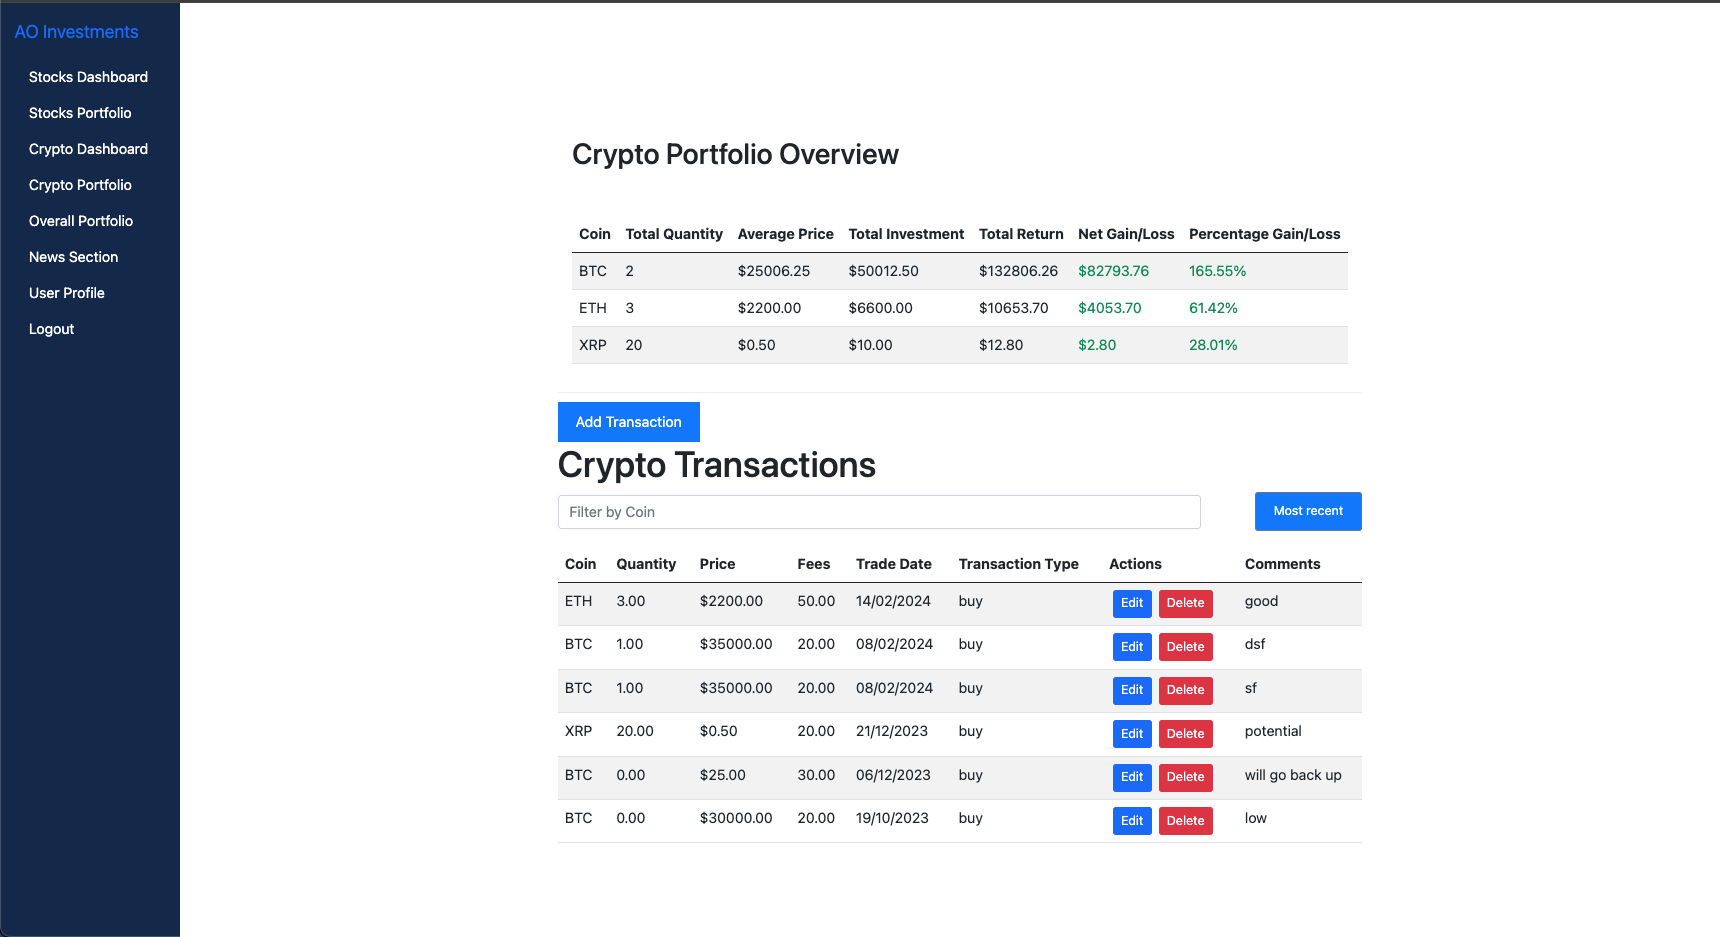 AO Investments
Stocks Dashboard
Stocks Portfolio
Crypto Dashboard
Crypto Portfolio
Overall Portfolio
News Section
User Profile
Logout
Crypto Portfolio Overview
Coin Total Quantity Average Price Total Investment Total Return Net Gain/Loss Percentage Gain/Loss
BTC 2 $25006.25 $50012.50 $132806.26 $82793.76 165.55%
ETH 3 $2200.00 $6600.00 $10653.70 $4053.70 61.42%
XRP 20 $0.50 $10.00 $12.80 $2.80 28.01%
Add Transaction
Crypto Transactions
Filter by Coin Most recent
Coin Quantity Price Fees Trade Date Transaction Type Actions Comments
ETH 3.00 $2200.00 50.00 14/02/2024 buy Edit Delete good
BTC 1.00 $35000.00 20.00 08/02/2024 buy Edit Delete dsf
BTC 1.00 $35000.00 20.00 08/02/2024 buy Edit Delete sf
XRP 20.00 $0.50 20.00 21/12/2023 buy Edit Delete potential
BTC 0.00 $25.00 30.00 06/12/2023 buy Edit Delete will go back up
BTC 0.00 $30000.00 20.00 19/10/2023 buy Edit Delete low